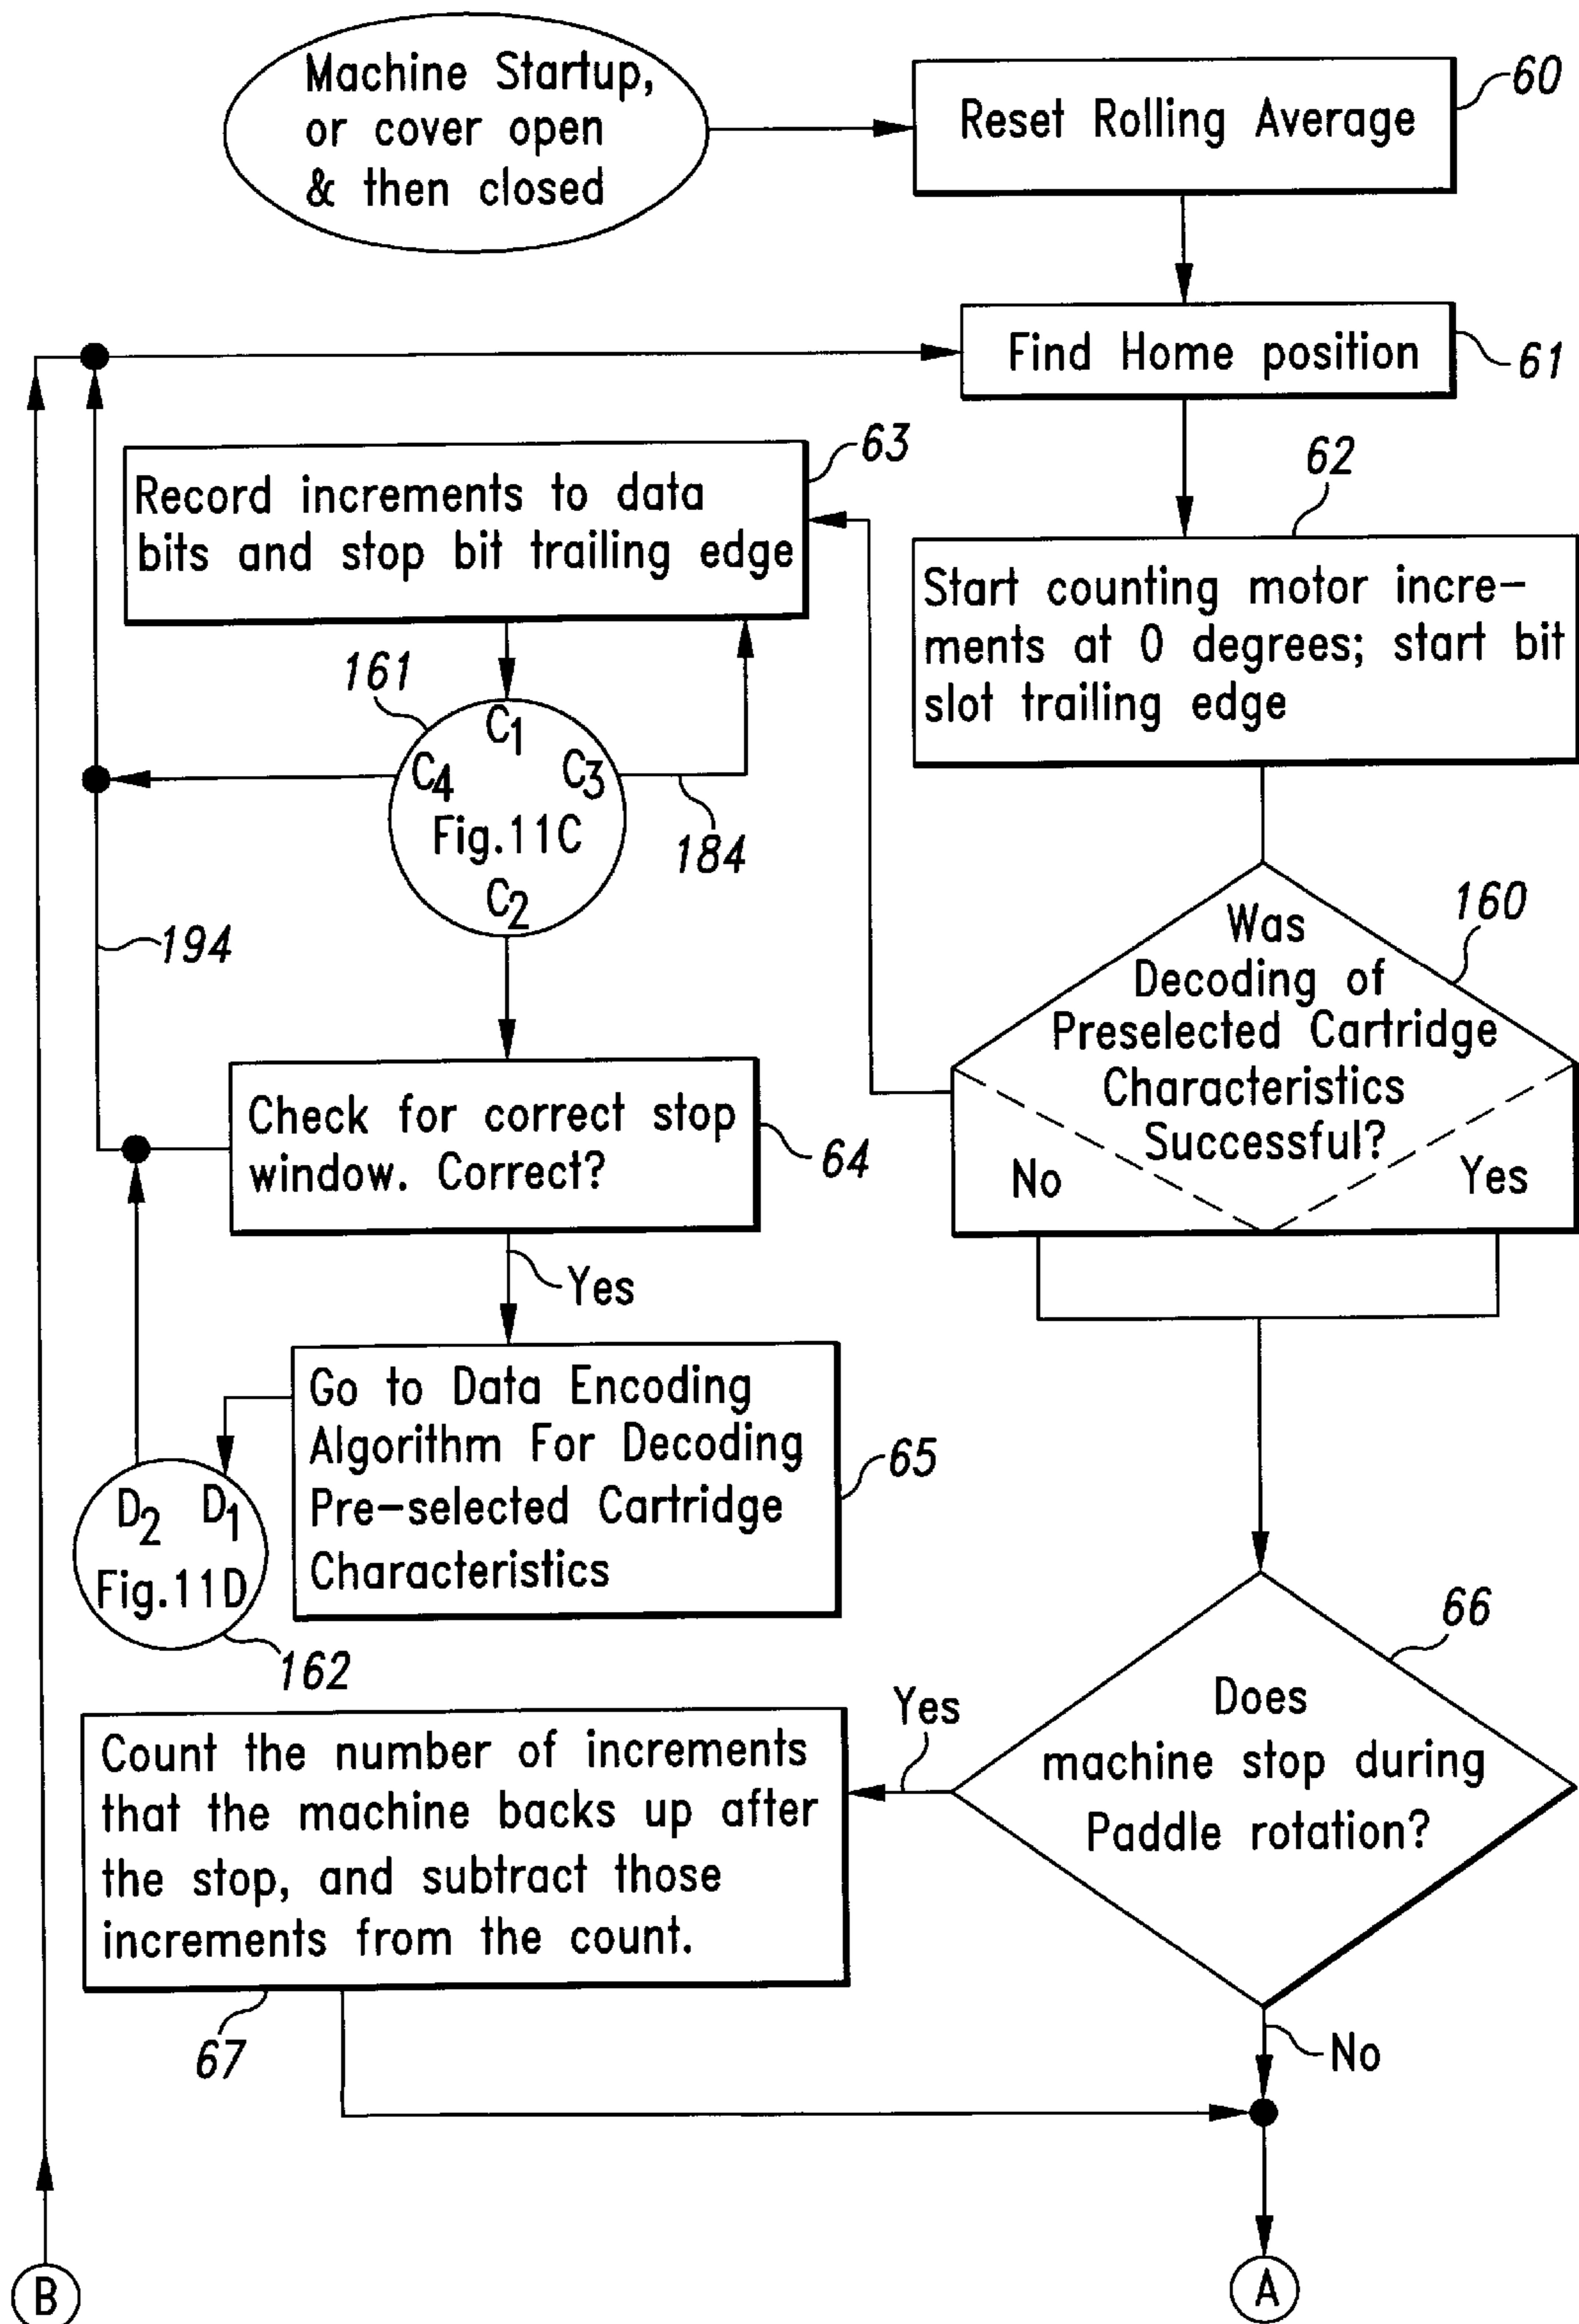 Machine Startup,
or cover open
& then closed
Reset Rolling Average
60
Find Home position
61
Record increments to data
bits and stop bit trailing edge
63
62
Start counting motor incre-
ments at 0 degrees; start bit
slot trailing edge
161
C1
C4
C3
Fig.11C
C2
184
194
160
Was
Decoding of
Preselected Cartridge
Characteristics
Successful?
No
Yes
Check for correct stop
window. Correct?
64
Yes
Go to Data Encoding
Algorithm For Decoding
Pre-selected Cartridge
Characteristics
65
D2
D1
Fig.11D
162
66
Does
machine stop during
Paddle rotation?
Yes
Count the number of increments
that the machine backs up after
the stop, and subtract those
increments from the count.
67
No
B
A